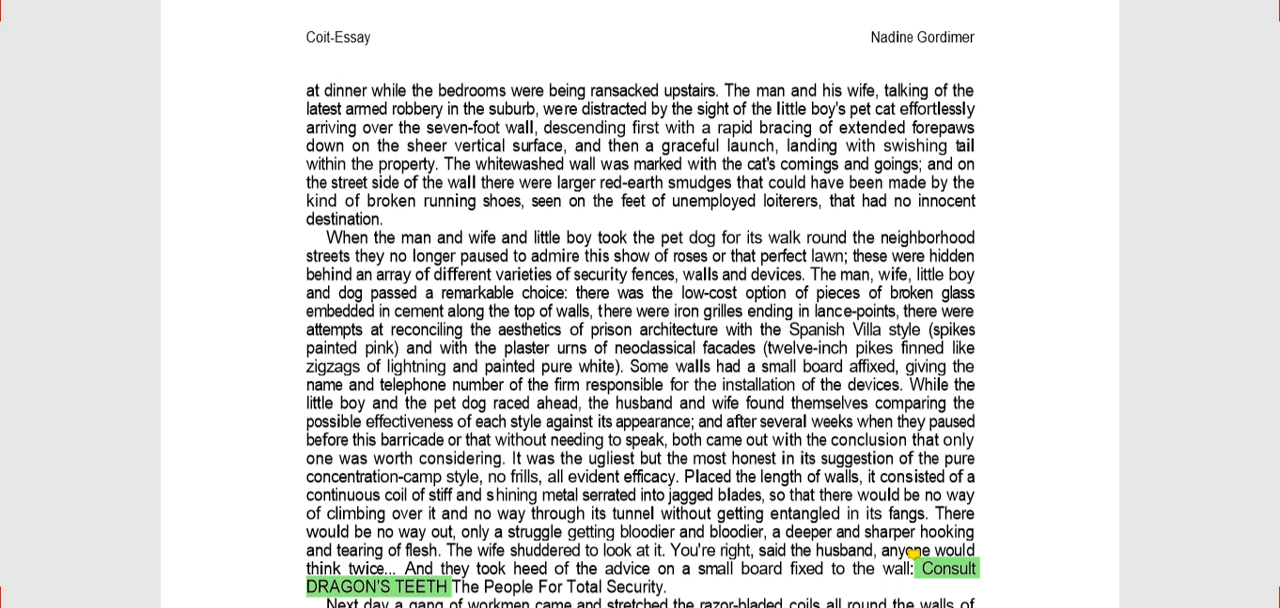 Coit-Essay Nadine Gordimer
at dinner while the bedrooms were being ransacked upstairs. The man and his wife, talking of the
latest armed robbery in the suburb, were distracted by the sight of the little boy's pet cat effortlessly
arriving over the seven-foot wall, descending first with a rapid bracing of extended forepaws
down on the sheer vertical surface, and then a graceful launch, landing with swishing tail
within the property. The whitewashed wall was marked with the cat's comings and goings; and on
the street side of the wall there were larger red-earth smudges that could have been made by the
kind of broken running shoes, seen on the feet of unemployed loiterers, that had no innocent
destination.
When the man and wife and little boy took the pet dog for its walk round the neighborhood
streets they no longer paused to admire this show of roses or that perfect lawn; these were hidden
behind an array of different varieties of security fences, walls and devices. The man, wife, little boy
and dog passed a remarkable choice: there was the low-cost option of pieces of broken glass
embedded in cement along the top of walls, there were iron grilles ending in lance-points, there were
attempts at reconciling the aesthetics of prison architecture with the Spanish Villa style (spikes
painted pink) and with the plaster urns of neoclassical facades (twelve-inch pikes finned like
zigzags of lightning and painted pure white). Some walls had a small board affixed, giving the
name and telephone number of the firm responsible for the installation of the devices. While the
little boy and the pet dog raced ahead, the husband and wife found themselves comparing the
possible effectiveness of each style against its appearance; and after several weeks when they paused
before this barricade or that without needing to speak, both came out with the conclusion that only
one was worth considering. It was the ugliest but the most honest in its suggestion of the pure
concentration-camp style, no frills, all evident efficacy. Placed the length of walls, it consisted of a
continuous coil of stiff and shining metal serrated into jagged blades, so that there would be no way
of climbing over it and no way through its tunnel without getting entangled in its fangs. There
would be no way out, only a struggle getting bloodier and bloodier, a deeper and sharper hooking
and tearing of flesh. The wife shuddered to look at it. You're right, said the husband, anyone would
think twice... And they took heed of the advice on a small board fixed to the wall: Consult
DRAGON'S TEETH The People For Total Security.
Next day a gang of workmen came and stretched the razor-bladed coils all round the walls of